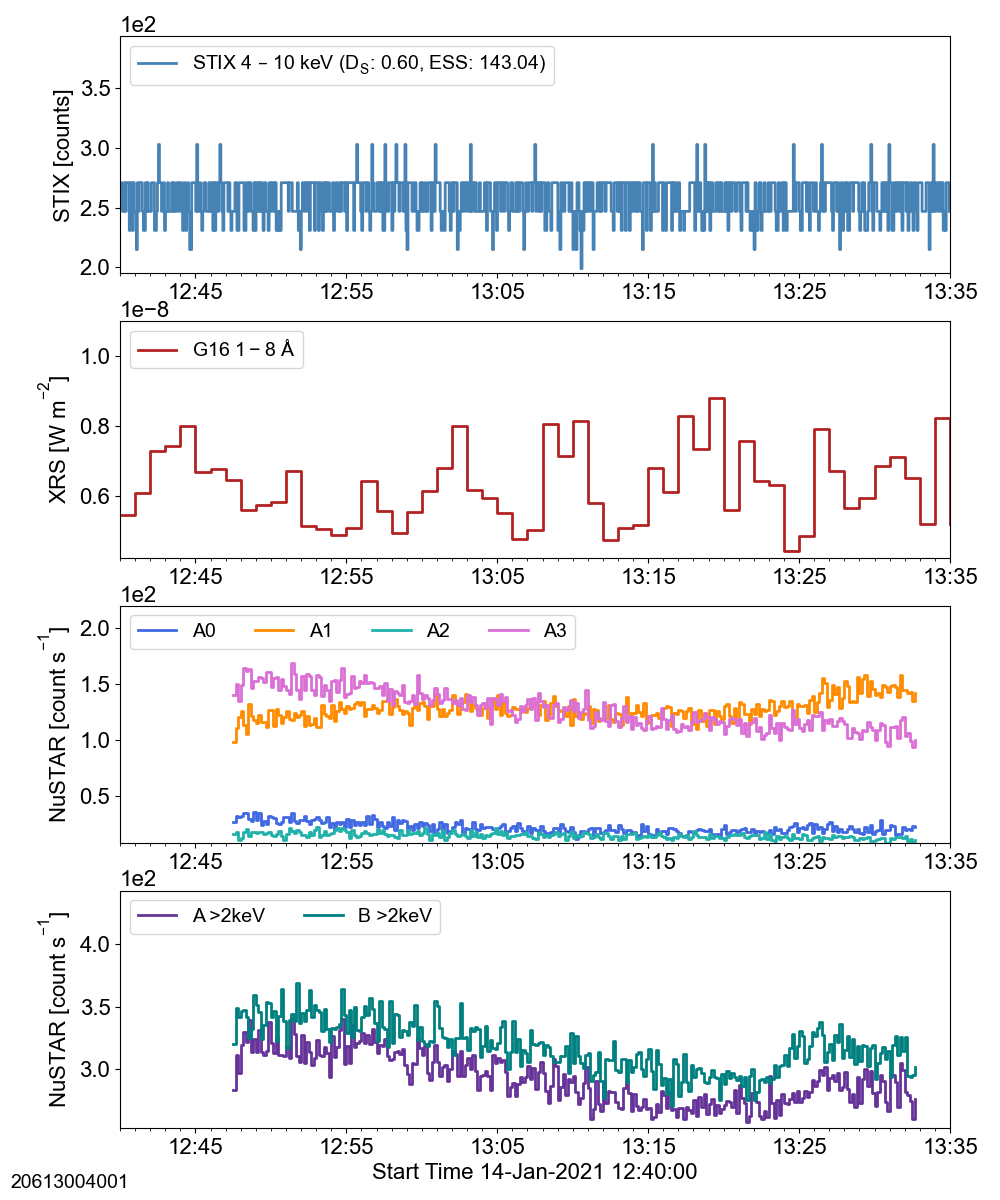 1e2
STIX 4 – 10 keV (D_S: 0.60, ESS: 143.04)
STIX [counts]
3.5
3.0
2.5
2.0
12:45 12:55 13:05 13:15 13:25 13:35
1e−8
G16 1 – 8 Å
XRS [W m⁻²]
1.0
0.8
0.6
12:45 12:55 13:05 13:15 13:25 13:35
1e2
A0 A1 A2 A3
NuSTAR [count s⁻¹]
2.0
1.5
1.0
0.5
12:45 12:55 13:05 13:15 13:25 13:35
1e2
A >2keV B >2keV
NuSTAR [count s⁻¹]
4.0
3.5
3.0
12:45 12:55 13:05 13:15 13:25 13:35
Start Time 14-Jan-2021 12:40:00
20613004001